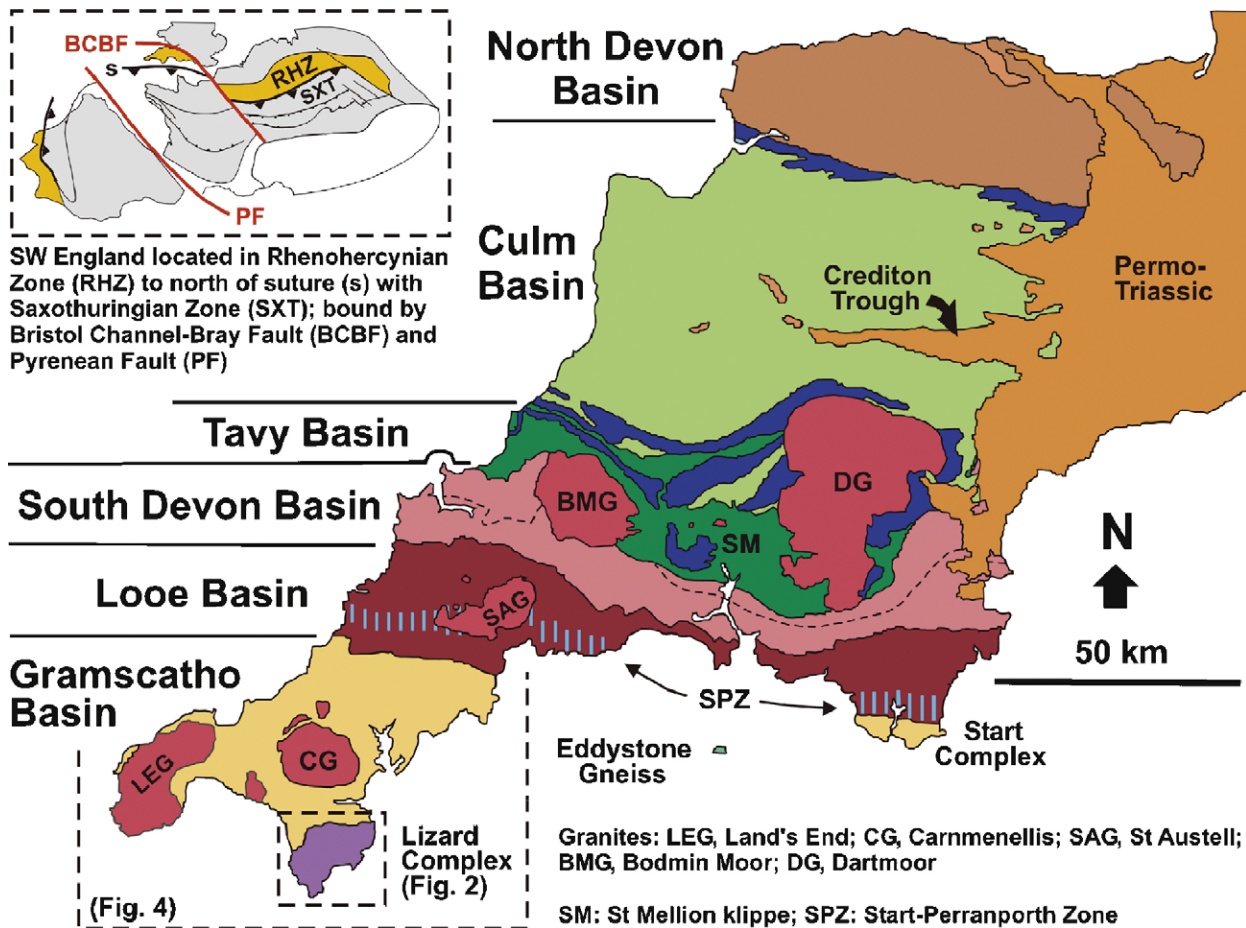 BCBF
s
RHZ
SXT
PF
SW England located in Rhenohercynian
Zone (RHZ) to north of suture (s) with
Saxothuringian Zone (SXT); bound by
Bristol Channel-Bray Fault (BCBF) and
Pyrenean Fault (PF)
North Devon
Basin
Culm
Basin
Crediton
Trough
Permo-
Triassic
Tavy Basin
South Devon Basin
BMG
DG
SM
N
Looe Basin
SAG
50 km
Gramscatho
Basin
SPZ
Start
Complex
Eddystone
Gneiss
LEG
CG
Lizard
Complex
(Fig. 2)
(Fig. 4)
Granites: LEG, Land's End; CG, Carnmenellis; SAG, St Austell;
BMG, Bodmin Moor; DG, Dartmoor
SM: St Mellion klippe; SPZ: Start-Perranporth Zone